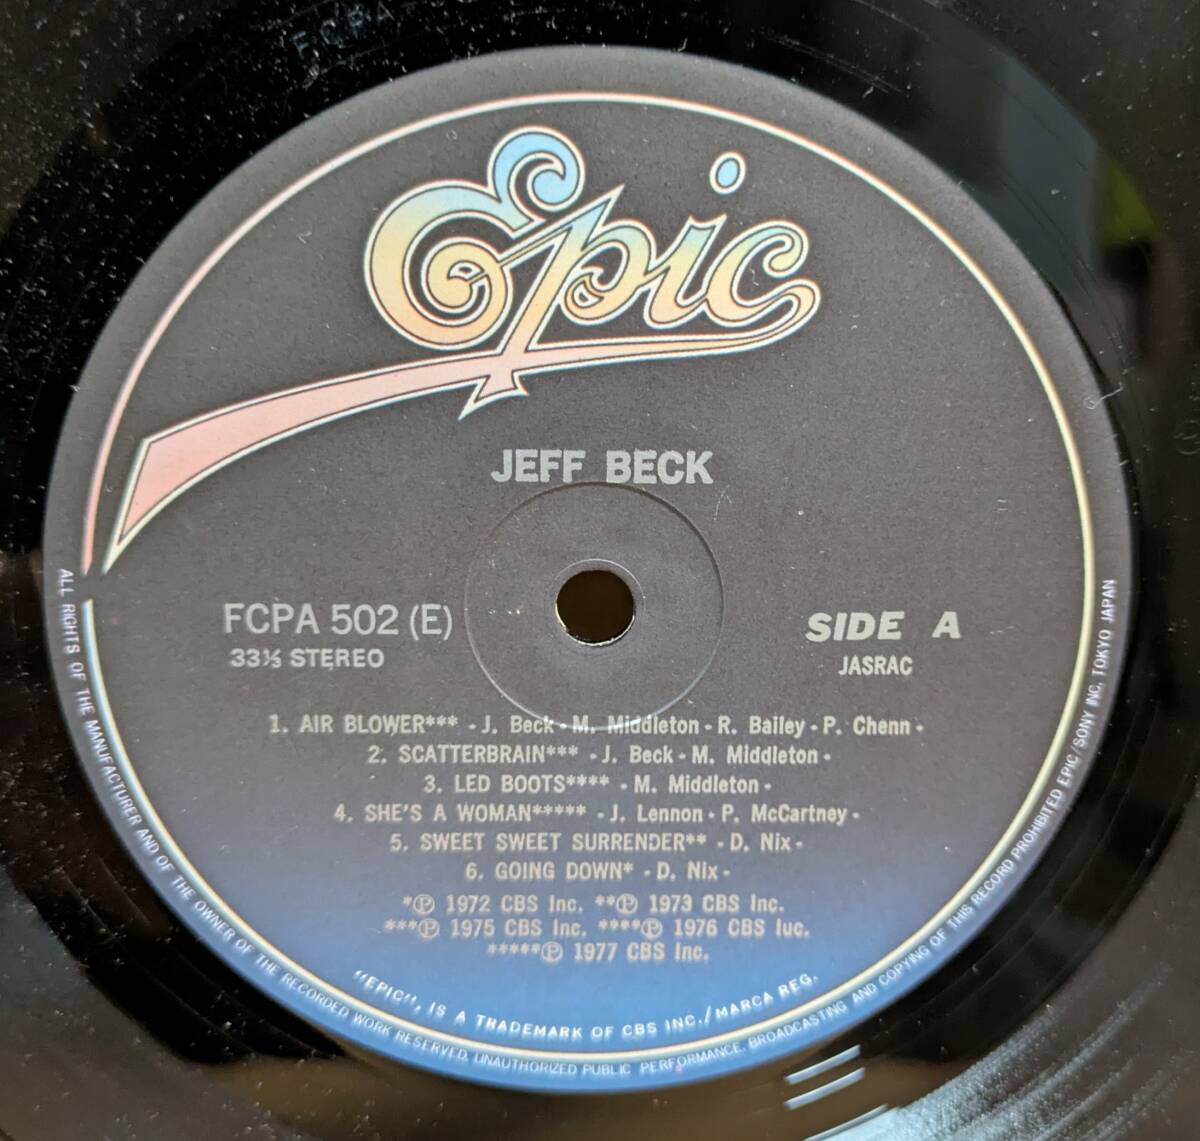 Epic
JEFF BECK
FCPA 502 (E)
33⅓ STEREO
SIDE A
JASRAC
1. AIR BLOWER*** - J. Beck - M. Middleton - R. Bailey - P. Chenn -
2. SCATTERBRAIN*** - J. Beck - M. Middleton -
3. LED BOOTS**** - M. Middleton -
4. SHE'S A WOMAN***** - J. Lennon - P. McCartney -
5. SWEET SWEET SURRENDER** - D. Nix -
6. GOING DOWN* - D. Nix -
*Ⓟ 1972 CBS Inc. **Ⓟ 1973 CBS Inc.
***Ⓟ 1975 CBS Inc. ****Ⓟ 1976 CBS Iuc.
*****Ⓟ 1977 CBS Inc.
"EPIC", IS A TRADEMARK OF CBS INC./MARCA REG.
ALL RIGHTS OF THE MANUFACTURER AND OF THE OWNER OF THE RECORDED WORK RESERVED. UNAUTHORIZED PUBLIC PERFORMANCE, BROADCASTING AND COPYING OF THIS RECORD PROHIBITED EPIC/SONY INC. TOKYO JAPAN